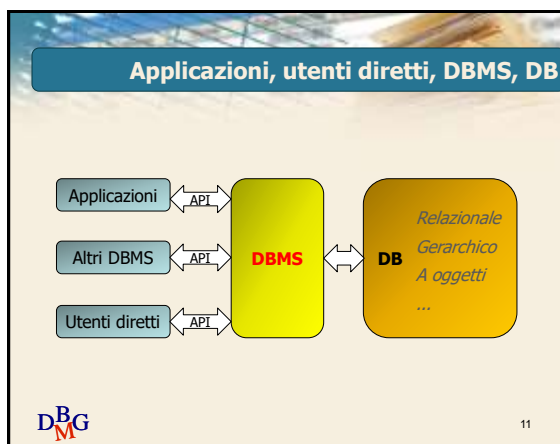 Applicazioni, utenti diretti, DBMS, DB
Applicazioni
API
Altri DBMS
API
Utenti diretti
API
DBMS
DB
Relazionale
Gerarchico
A oggetti
...
DBMG
11